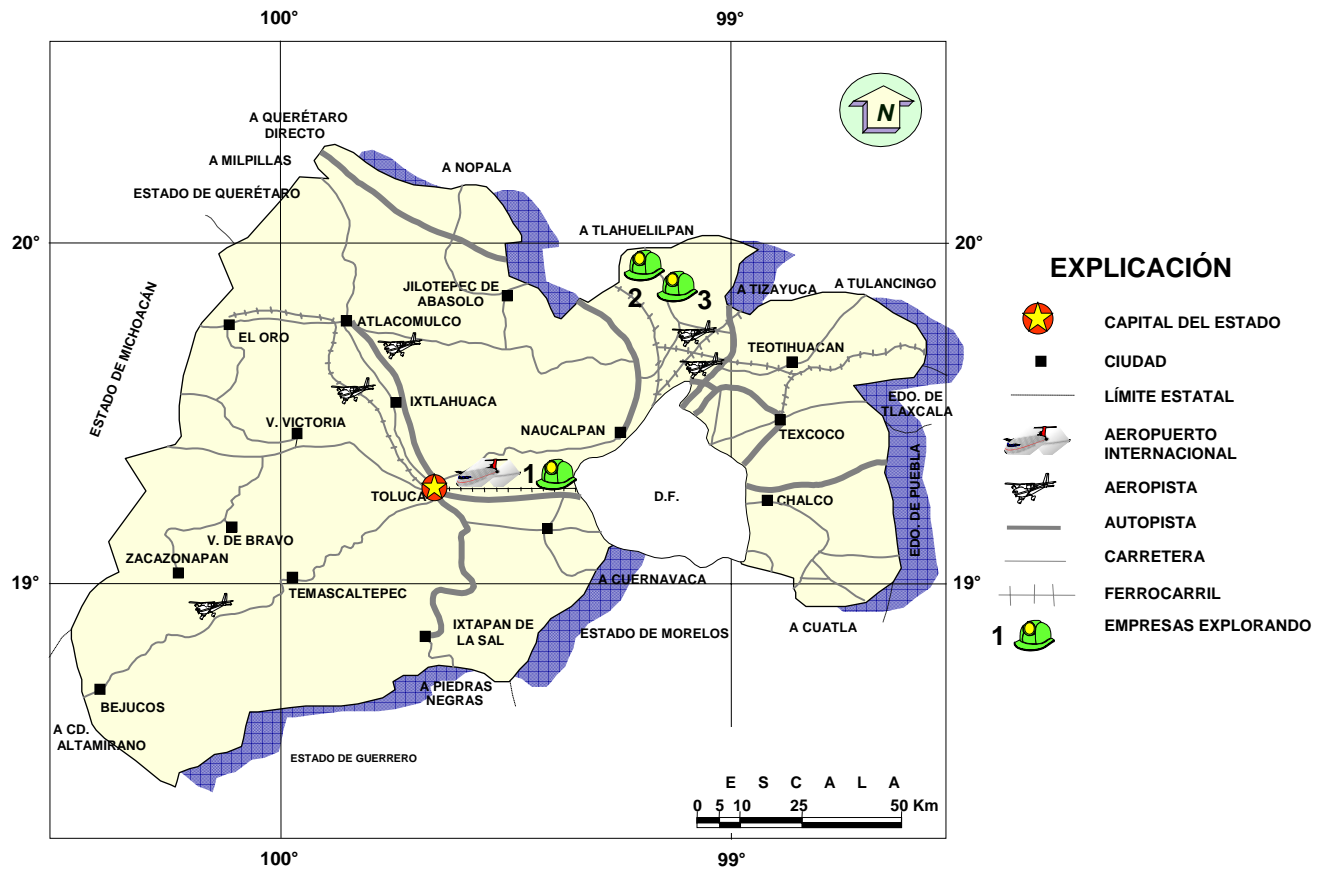 100°
99°
N
A QUERÉTARO
DIRECTO
A MILPILLAS
A NOPALA
ESTADO DE QUERÉTARO
A TLAHUELILPAN
20°
20°
JILOTEPEC DE
ABASOLO
2
3
A TIZAYUCA
A TULANCINGO
ESTADO DE MICHOACÁN
ATLACOMULCO
EL ORO
TEOTIHUACAN
IXTLAHUACA
EDO. DE
TLAXCALA
V. VICTORIA
NAUCALPAN
TEXCOCO
1
TOLUCA
D.F.
CHALCO
EDO. DE PUEBLA
V. DE BRAVO
ZACAZONAPAN
19°
19°
TEMASCALTEPEC
A CUERNAVACA
IXTAPAN DE
LA SAL
ESTADO DE MORELOS
A CUATLA
A PIEDRAS
NEGRAS
BEJUCOS
A CD.
ALTAMIRANO
ESTADO DE GUERRERO
E S C A L A
0 5 10 25 50 Km
100°
99°
EXPLICACIÓN
CAPITAL DEL ESTADO
CIUDAD
LÍMITE ESTATAL
AEROPUERTO
INTERNACIONAL
AEROPISTA
AUTOPISTA
CARRETERA
FERROCARRIL
1 EMPRESAS EXPLORANDO